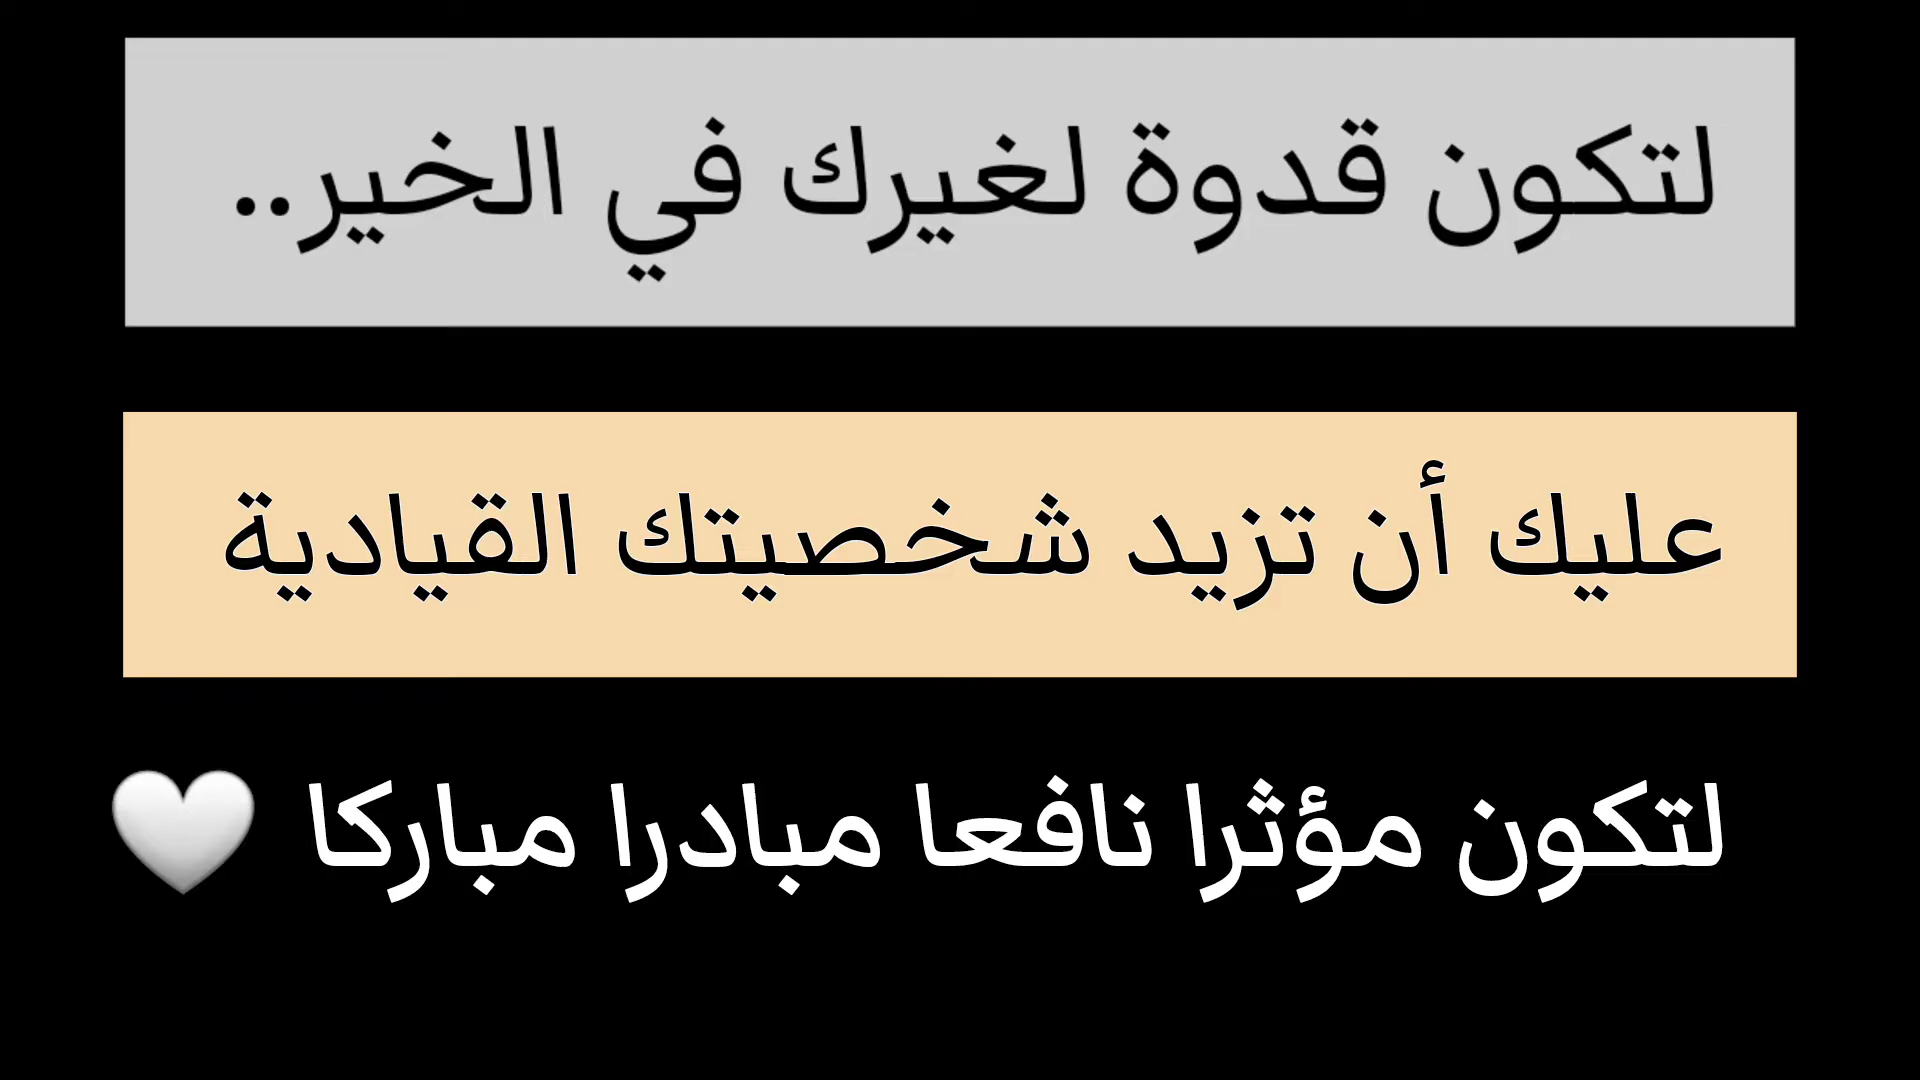 لتكون قدوة لغيرك في الخير..
عليك أن تزيد شخصيتك القيادية
لتكون مؤثرا نافعا مبادرا مباركا 🤍